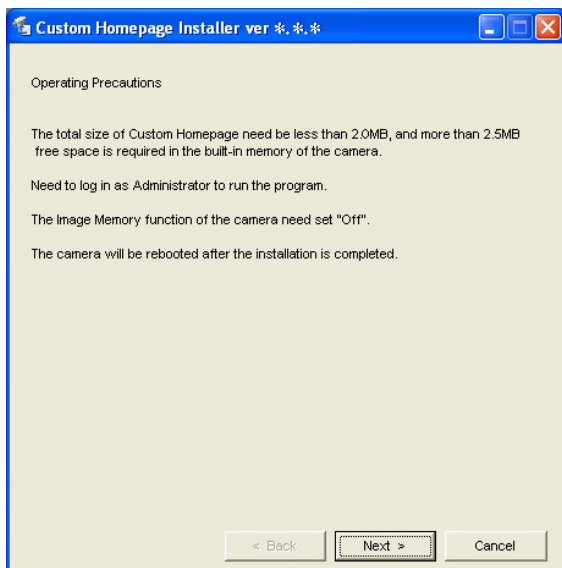 Custom Homepage Installer ver *.*.*
Operating Precautions
The total size of Custom Homepage need be less than 2.0MB, and more than 2.5MB
free space is required in the built-in memory of the camera.
Need to log in as Administrator to run the program.
The Image Memory function of the camera need set "Off".
The camera will be rebooted after the installation is completed.
< Back
Next >
Cancel